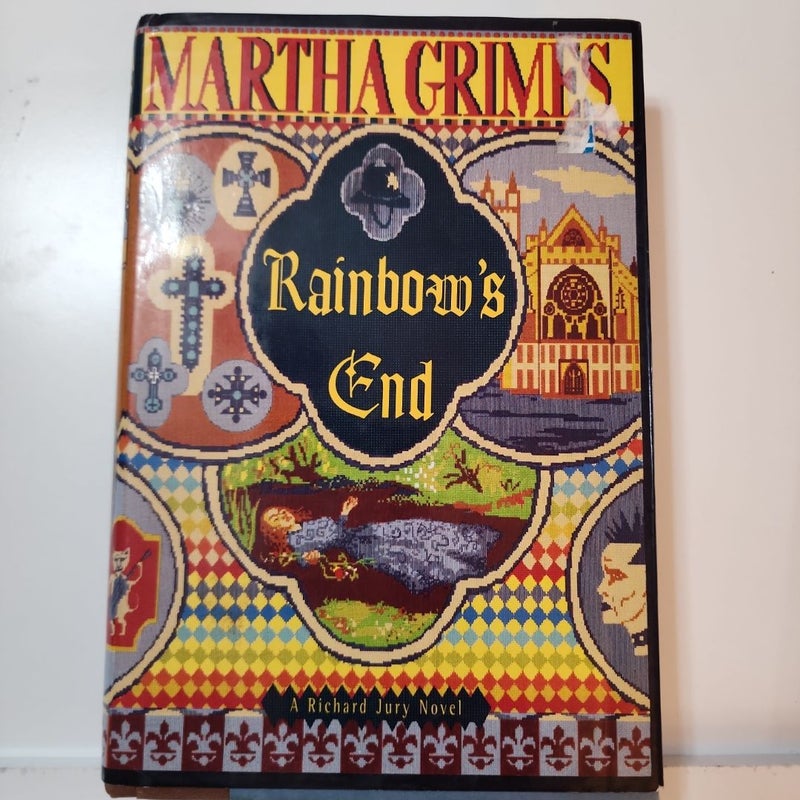 MARTHA GRIMES
Rainbow's
End
A Richard Jury Novel